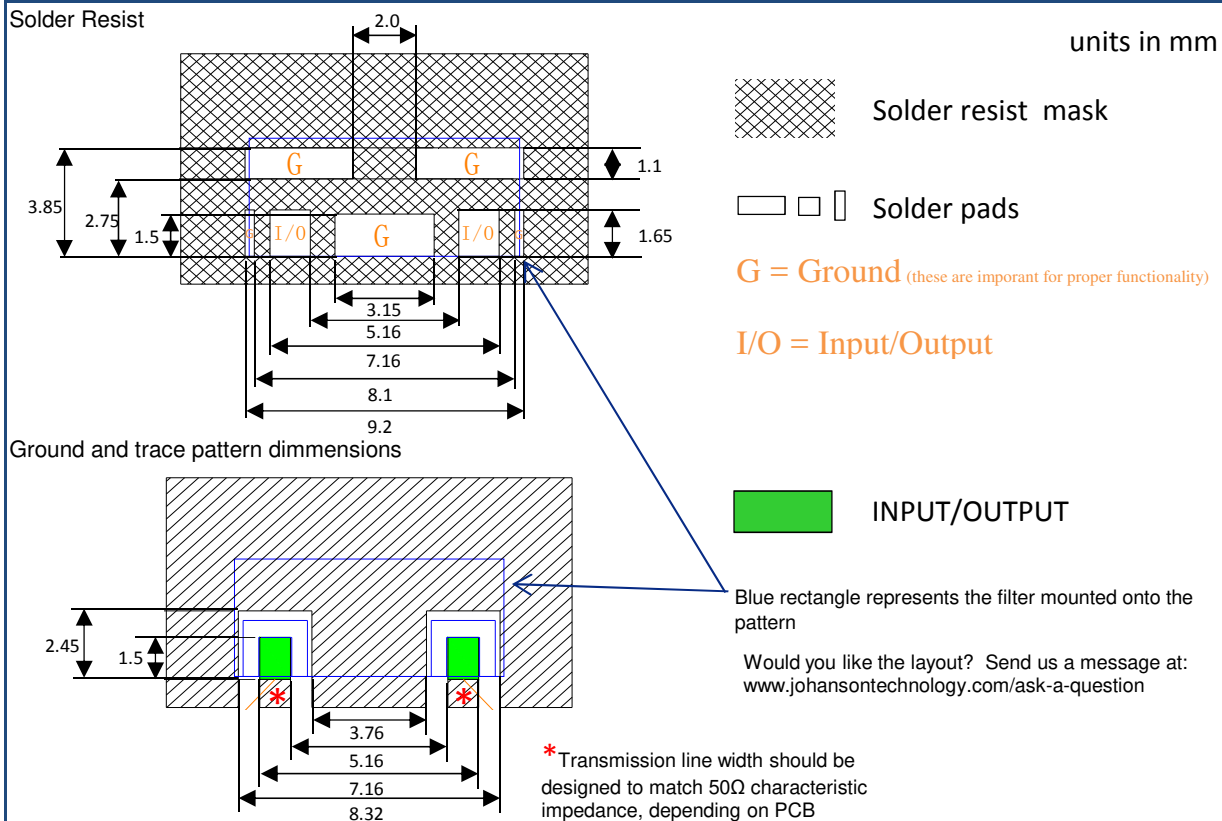 Solder Resist
2.0
units in mm
Solder resist mask
G
G
1.1
3.85
2.75
1.5
G
I/O
G
I/O
G
1.65
Solder pads
G = Ground (these are imporant for proper functionality)
3.15
5.16
7.16
8.1
9.2
I/O = Input/Output
Ground and trace pattern dimmensions
INPUT/OUTPUT
2.45
1.5
*
*
3.76
5.16
7.16
8.32
Blue rectangle represents the filter mounted onto the
pattern
Would you like the layout? Send us a message at:
www.johansontechnology.com/ask-a-question
*Transmission line width should be
designed to match 50Ω characteristic
impedance, depending on PCB